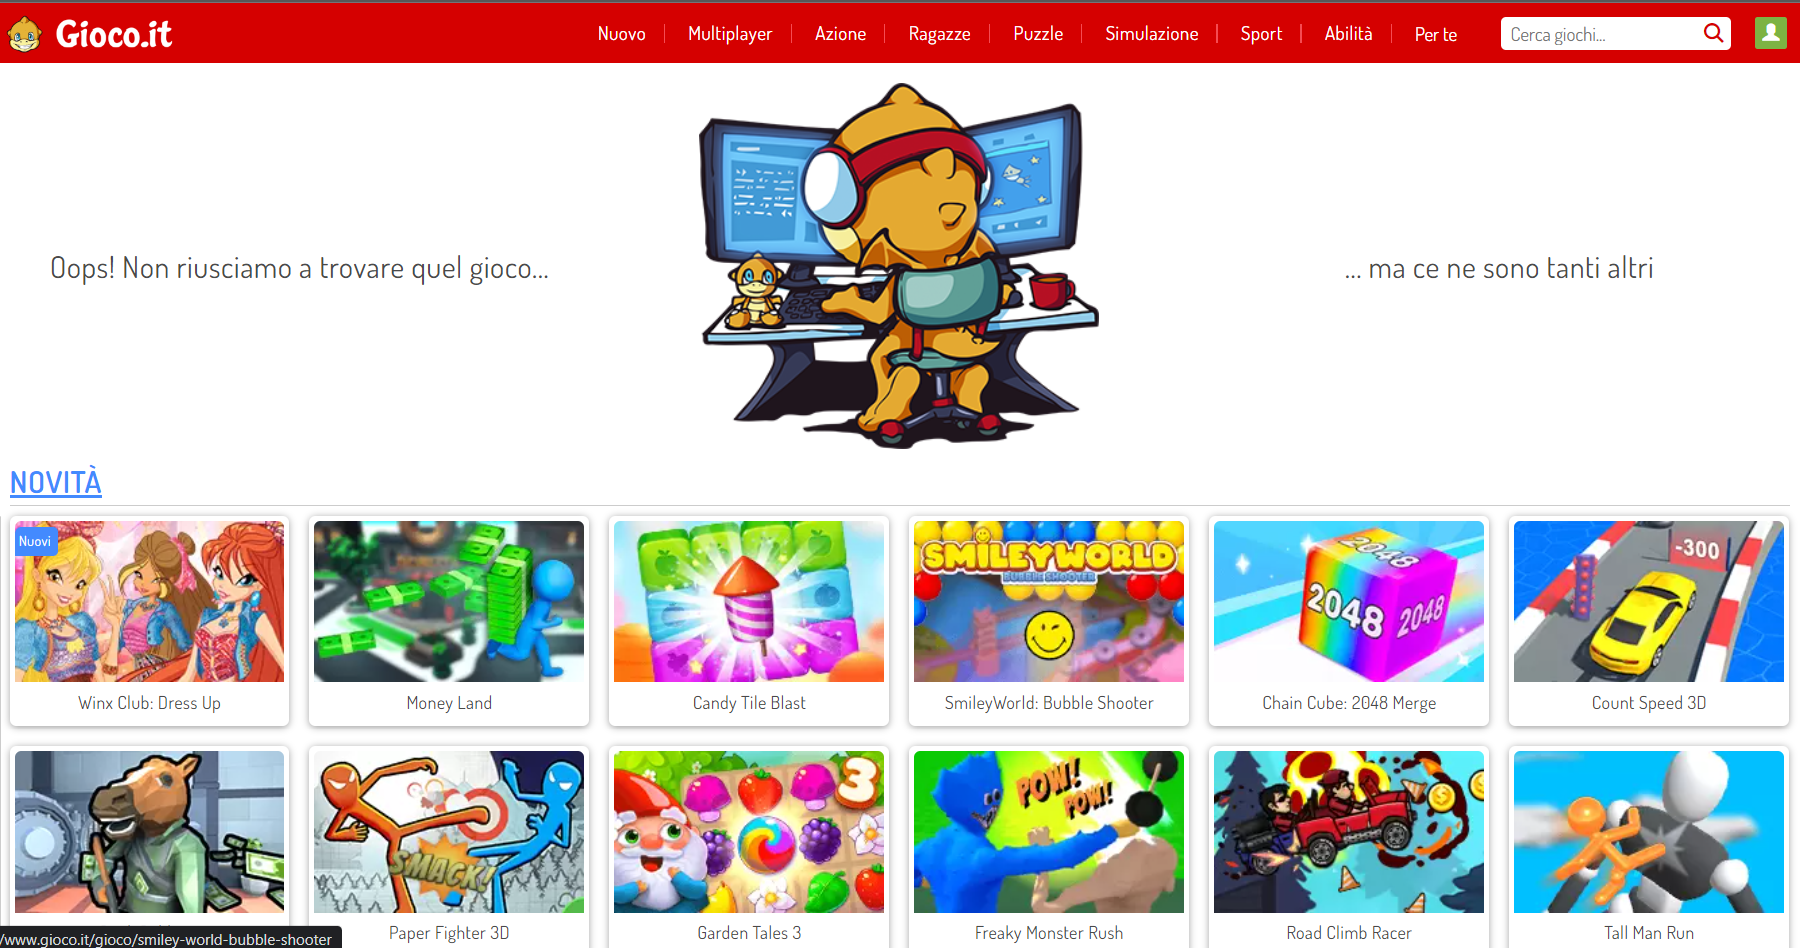 Gioco.it
Nuovo
Multiplayer
Azione
Ragazze
Puzzle
Simulazione
Sport
Abilità
Per te
Cerca giochi...
Oops! Non riusciamo a trovare quel gioco...
... ma ce ne sono tanti altri
NOVITÀ
Nuovi
SMILEYWORLD
BUBBLE SHOOTER
2048
2048
2048
-300
Winx Club: Dress Up
Money Land
Candy Tile Blast
SmileyWorld: Bubble Shooter
Chain Cube: 2048 Merge
Count Speed 3D
SMACK!
3
POW!
POW!
Paper Fighter 3D
Garden Tales 3
Freaky Monster Rush
Road Climb Racer
Tall Man Run
/www.gioco.it/gioco/smiley-world-bubble-shooter